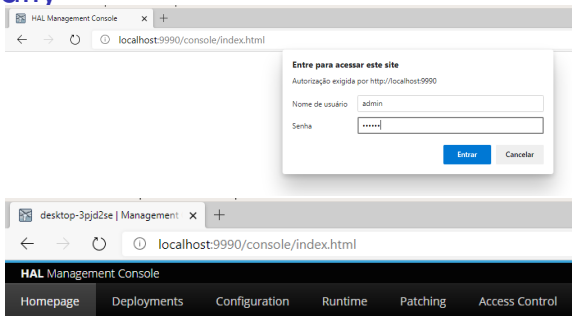 HAL Management Console
localhost:9990/console/index.html
Entre para acessar este site
Autorização exigida por http://localhost:9990
Nome de usuário admin
Senha ••••••
Entrar Cancelar
desktop-3pjd2se | Management
localhost:9990/console/index.html
HAL Management Console
Homepage Deployments Configuration Runtime Patching Access Control